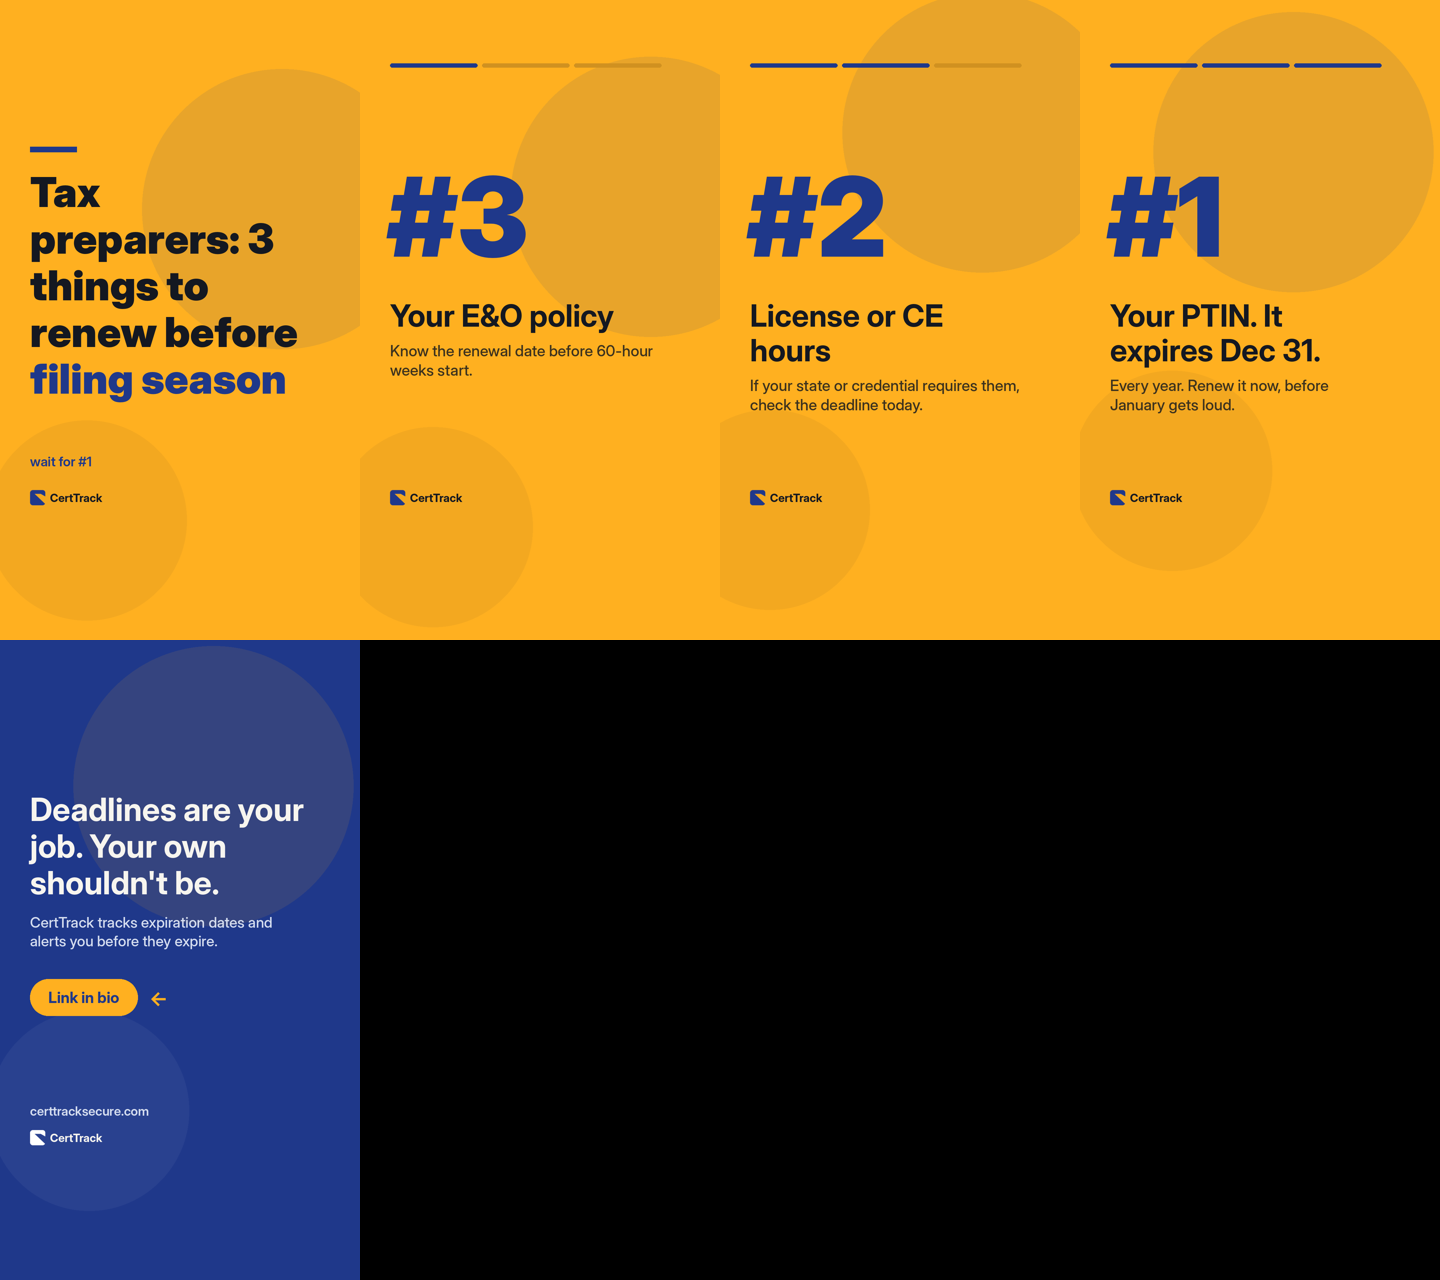 Tax
preparers: 3
things to
renew before
filing season
wait for #1
CertTrack
#3
Your E&O policy
Know the renewal date before 60-hour
weeks start.
CertTrack
#2
License or CE
hours
If your state or credential requires them,
check the deadline today.
CertTrack
#1
Your PTIN. It
expires Dec 31.
Every year. Renew it now, before
January gets loud.
CertTrack
Deadlines are your
job. Your own
shouldn't be.
CertTrack tracks expiration dates and
alerts you before they expire.
Link in bio
certtracksecure.com
CertTrack